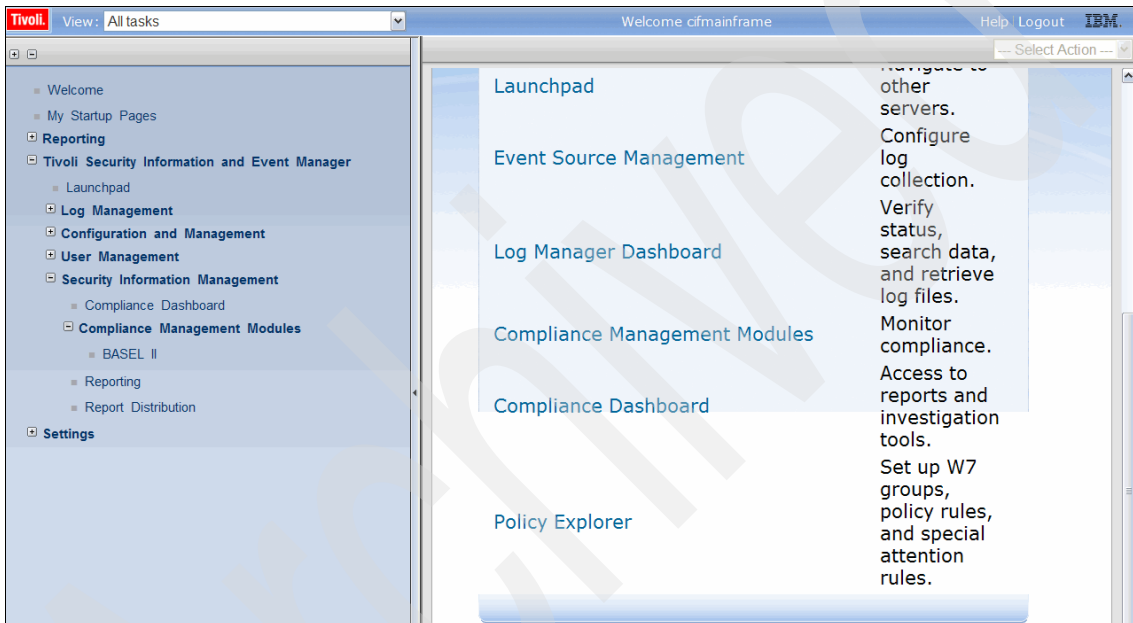 Tivoli. View: All tasks Welcome cifmainframe Help Logout IBM.
--- Select Action ---
Welcome
My Startup Pages
Reporting
Tivoli Security Information and Event Manager
Launchpad
Log Management
Configuration and Management
User Management
Security Information Management
Compliance Dashboard
Compliance Management Modules
BASEL II
Reporting
Report Distribution
Settings
Launchpad
Navigate to
other
servers.
Event Source Management
Configure
log
collection.
Log Manager Dashboard
Verify
status,
search data,
and retrieve
log files.
Compliance Management Modules
Monitor
compliance.
Compliance Dashboard
Access to
reports and
investigation
tools.
Policy Explorer
Set up W7
groups,
policy rules,
and special
attention
rules.